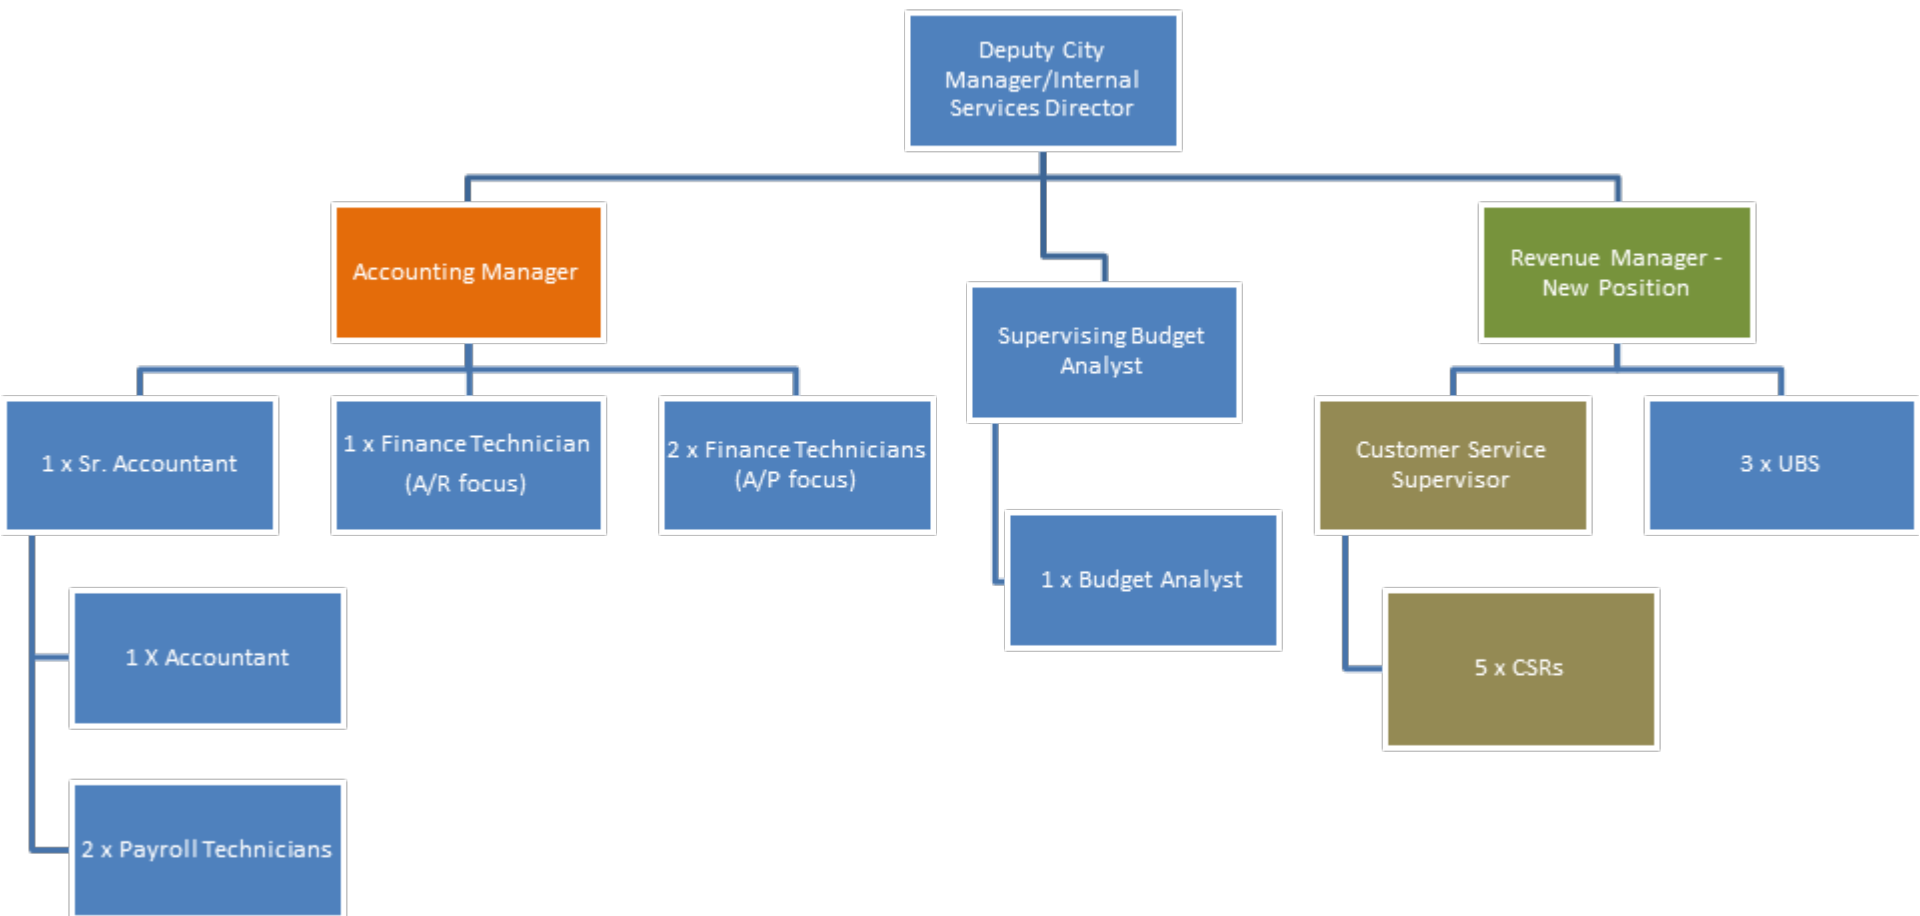 Deputy City
Manager/Internal
Services Director
Accounting Manager
Supervising Budget
Analyst
Revenue Manager -
New Position
1 x Sr. Accountant
1 x Finance Technician
(A/R focus)
2 x Finance Technicians
(A/P focus)
Customer Service
Supervisor
3 x UBS
1 x Budget Analyst
1 X Accountant
5 x CSRs
2 x Payroll Technicians